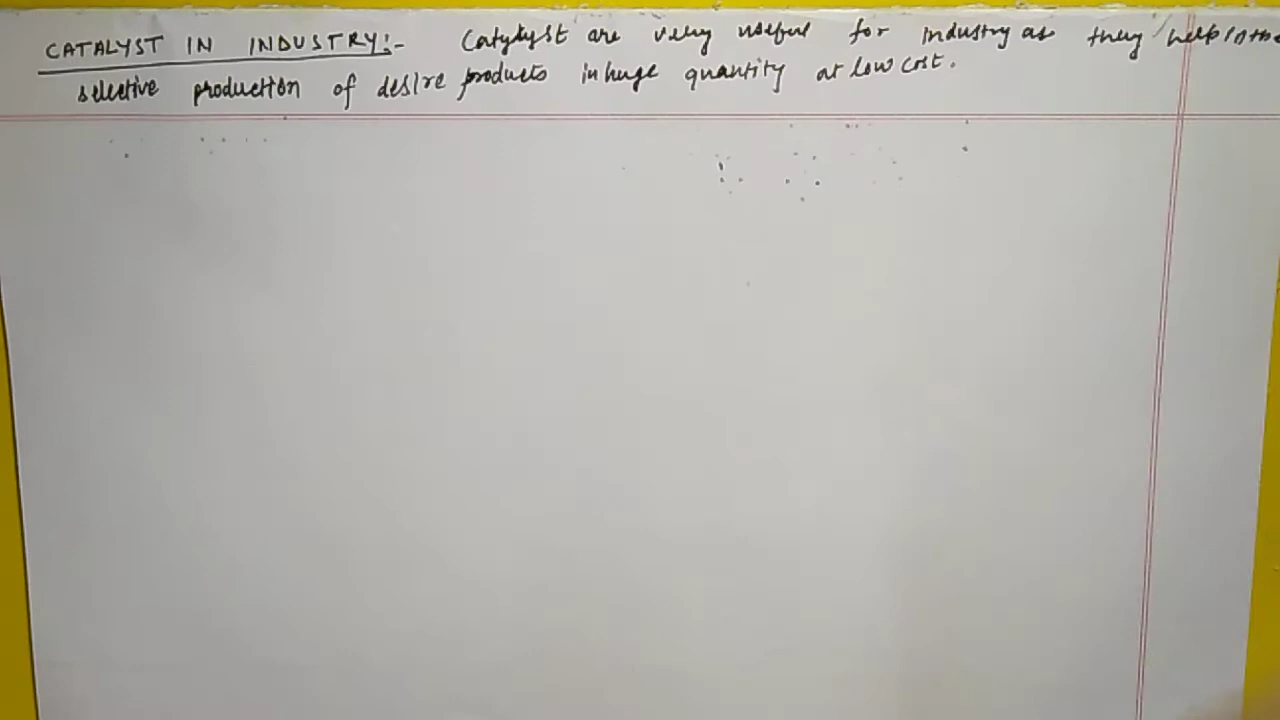 CATALYST IN INDUSTRY:- Catylyst are very useful for industry as they help in the
selective production of desire products in huge quantity at low cost.